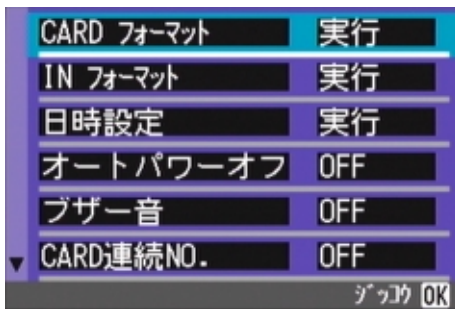 CARD フォーマット 実行
IN フォーマット 実行
日時設定 実行
オートパワーオフ OFF
ブザー音 OFF
CARD連続NO. OFF
ジッコウ OK